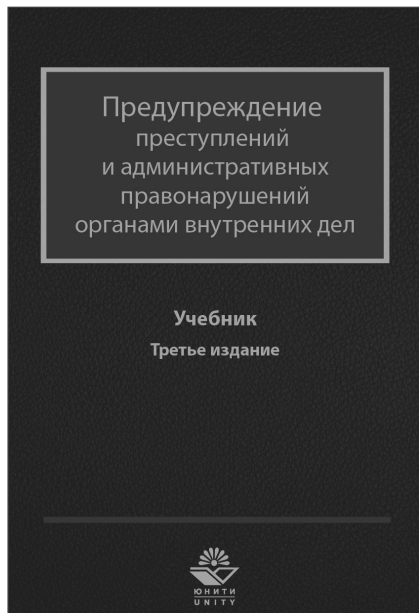 Предупреждение
преступлений
и административных
правонарушений
органами внутренних дел
Учебник
Третье издание
ЮНИТИ
UNITY